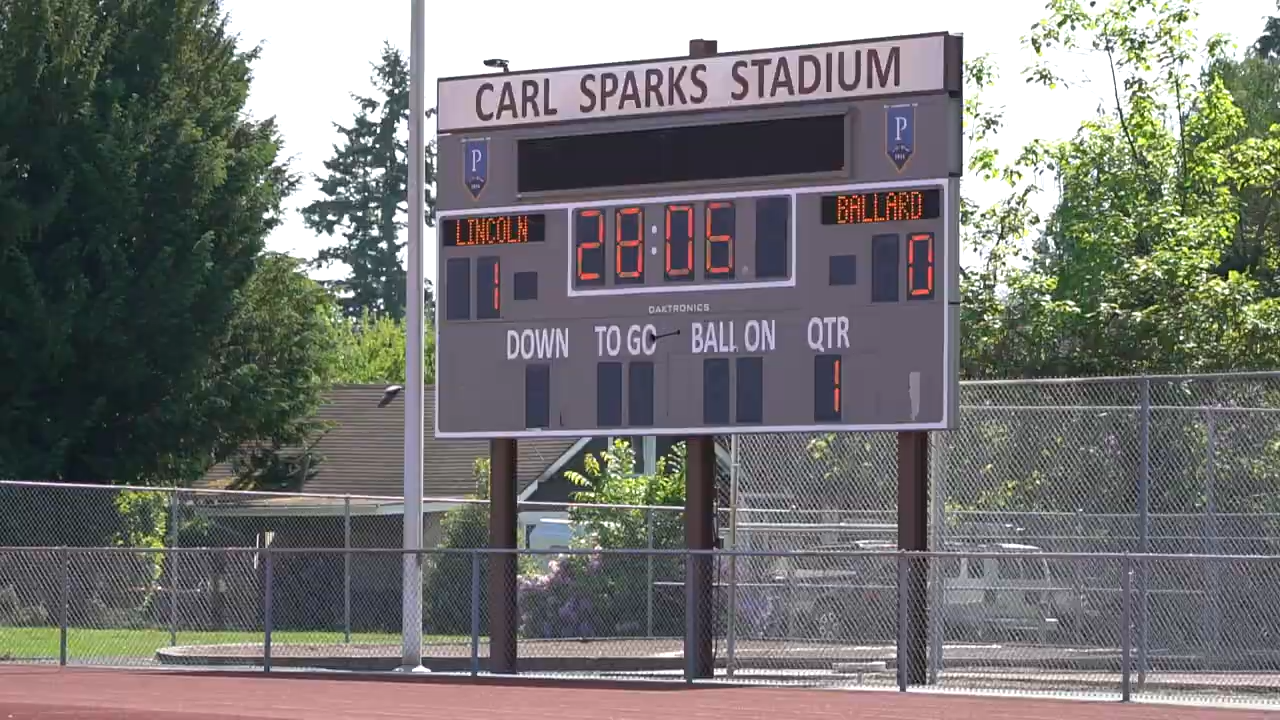 CARL SPARKS STADIUM
P
P
LINCOLN
28:06
BALLARD
1
0
DAKTRONICS
DOWN TO GO BALL ON QTR
1